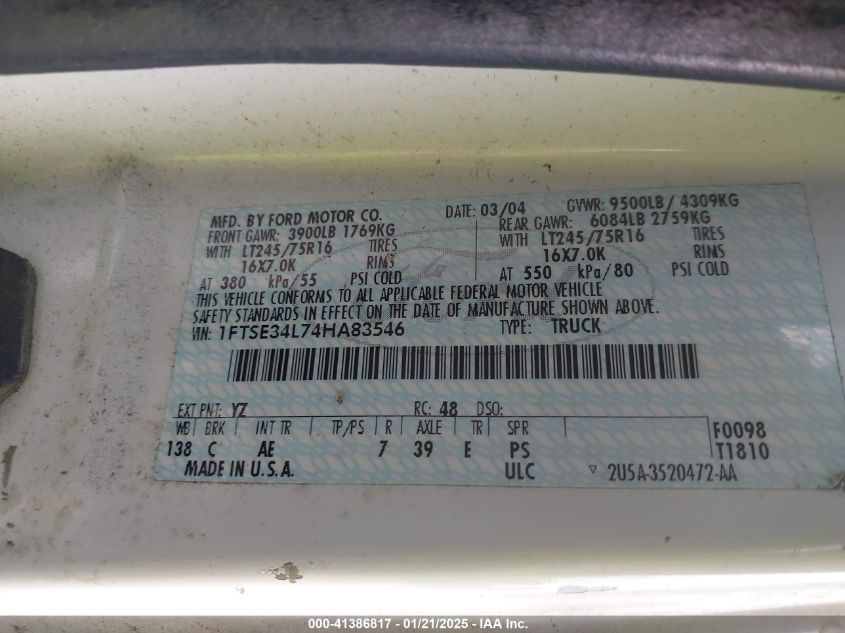 MFD. BY FORD MOTOR CO. DATE: 03/04 GVWR: 9500LB/ 4309KG
FRONT GAWR: 3900LB 1769KG REAR GAWR: 6084LB 2759KG
WITH LT245/75R16 TIRES WITH LT245/75R16 TIRES
16X7.0K RIMS 16X7.0K RIMS
AT 380 kPa/55 PSI COLD AT 550 kPa/80 PSI COLD
THIS VEHICLE CONFORMS TO ALL APPLICABLE FEDERAL MOTOR VEHICLE
SAFETY STANDARDS IN EFFECT ON THE DATE OF MANUFACTURE SHOWN ABOVE.
VIN: 1FTSE34L74HA83546 TYPE: TRUCK
EXT PNT: YZ RC: 48 DSO:
WB BRK INT TR TP/PS R AXLE TR SPR F0098
138 C AE 7 39 E PS T1810
MADE IN U.S.A. ULC 2U5A-3520472-AA
000-41386817 - 01/21/2025 - IAA Inc.